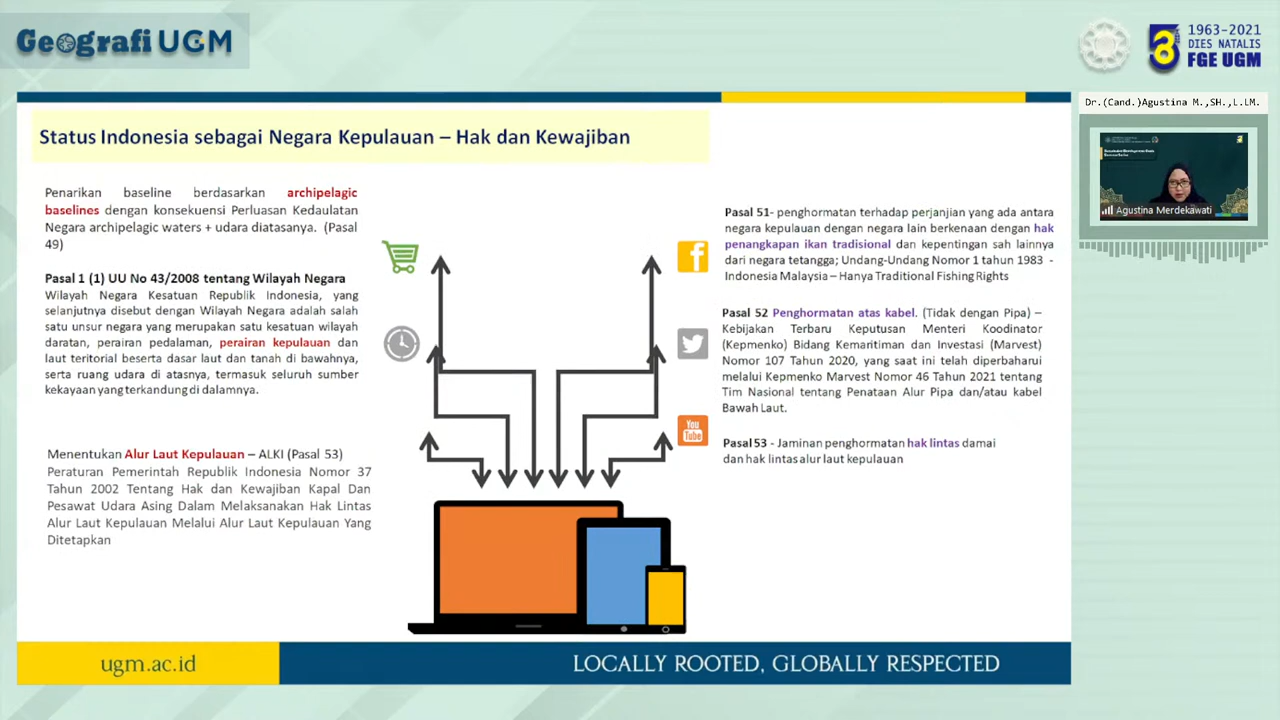 Geografi UGM
1963-2021
DIES NATALIS
FGE UGM
Dr.(Cand.)Agustina M.,SH.,L.LM.
Agustina Merdekawati
Status Indonesia sebagai Negara Kepulauan – Hak dan Kewajiban
Penarikan baseline berdasarkan archipelagic
baselines dengan konsekuensi Perluasan Kedaulatan
Negara archipelagic waters + udara diatasanya. (Pasal
49)
Pasal 1 (1) UU No 43/2008 tentang Wilayah Negara
Wilayah Negara Kesatuan Republik Indonesia, yang
selanjutnya disebut dengan Wilayah Negara adalah salah
satu unsur negara yang merupakan satu kesatuan wilayah
daratan, perairan pedalaman, perairan kepulauan dan
laut teritorial beserta dasar laut dan tanah di bawahnya,
serta ruang udara di atasnya, termasuk seluruh sumber
kekayaan yang terkandung di dalamnya.
Menentukan Alur Laut Kepulauan – ALKI (Pasal 53)
Peraturan Pemerintah Republik Indonesia Nomor 37
Tahun 2002 Tentang Hak dan Kewajiban Kapal Dan
Pesawat Udara Asing Dalam Melaksanakan Hak Lintas
Alur Laut Kepulauan Melalui Alur Laut Kepulauan Yang
Ditetapkan
You
Tube
Pasal 51- penghormatan terhadap perjanjian yang ada antara
negara kepulauan dengan negara lain berkenaan dengan hak
penangkapan ikan tradisional dan kepentingan sah lainnya
dari negara tetangga; Undang-Undang Nomor 1 tahun 1983 -
Indonesia Malaysia – Hanya Traditional Fishing Rights
Pasal 52 Penghormatan atas kabel. (Tidak dengan Pipa) –
Kebijakan Terbaru Keputusan Menteri Koodinator
(Kepmenko) Bidang Kemaritiman dan Investasi (Marvest)
Nomor 107 Tahun 2020, yang saat ini telah diperbaharui
melalui Kepmenko Marvest Nomor 46 Tahun 2021 tentang
Tim Nasional tentang Penataan Alur Pipa dan/atau kabel
Bawah Laut.
Pasal 53 - Jaminan penghormatan hak lintas damai
dan hak lintas alur laut kepulauan
ugm.ac.id
LOCALLY ROOTED, GLOBALLY RESPECTED